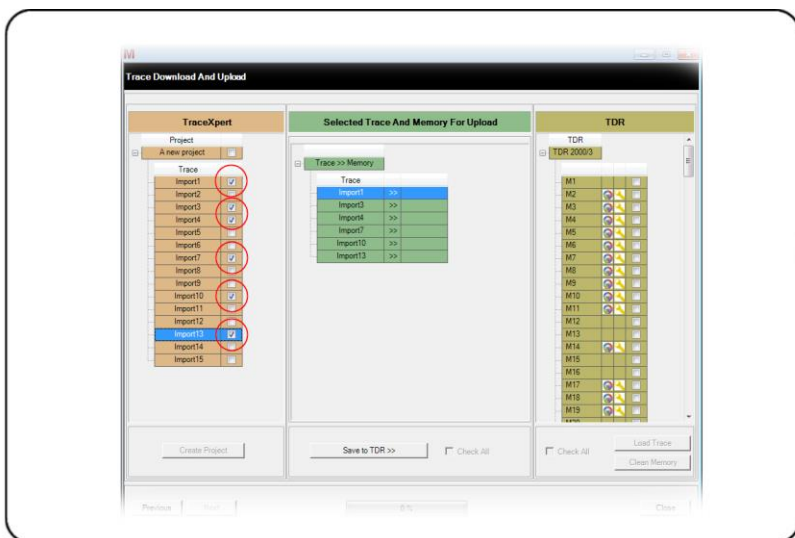 M
Trace Download And Upload
TraceXpert
Project
A new project
Trace
Import1
Import2
Import3
Import4
Import5
Import6
Import7
Import8
Import9
Import10
Import11
Import12
Import13
Import14
Import15
Create Project
Selected Trace And Memory For Upload
Trace >> Memory
Trace
Import1 >>
Import3 >>
Import4 >>
Import7 >>
Import10 >>
Import13 >>
Save to TDR >>
Check All
TDR
TDR
TDR 2000/3
M1
M2
M3
M4
M5
M6
M7
M8
M9
M10
M11
M12
M13
M14
M15
M16
M17
M18
M19
Check All
Load Trace
Clean Memory
Previous
Next
0 %
Close